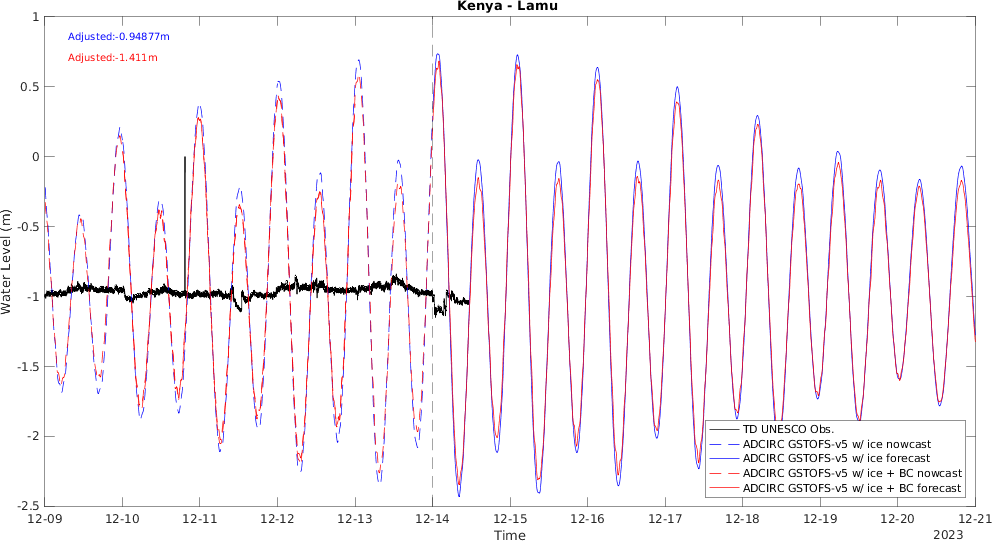 Kenya - Lamu
Adjusted:-0.94877m
Adjusted:-1.411m
1
0.5
0
-0.5
-1
-1.5
-2
-2.5
Water Level (m)
TD UNESCO Obs.
ADCIRC GSTOFS-v5 w/ ice nowcast
ADCIRC GSTOFS-v5 w/ ice forecast
ADCIRC GSTOFS-v5 w/ ice + BC nowcast
ADCIRC GSTOFS-v5 w/ ice + BC forecast
12-09 12-10 12-11 12-12 12-13 12-14 12-15 12-16 12-17 12-18 12-19 12-20 12-21
Time
2023